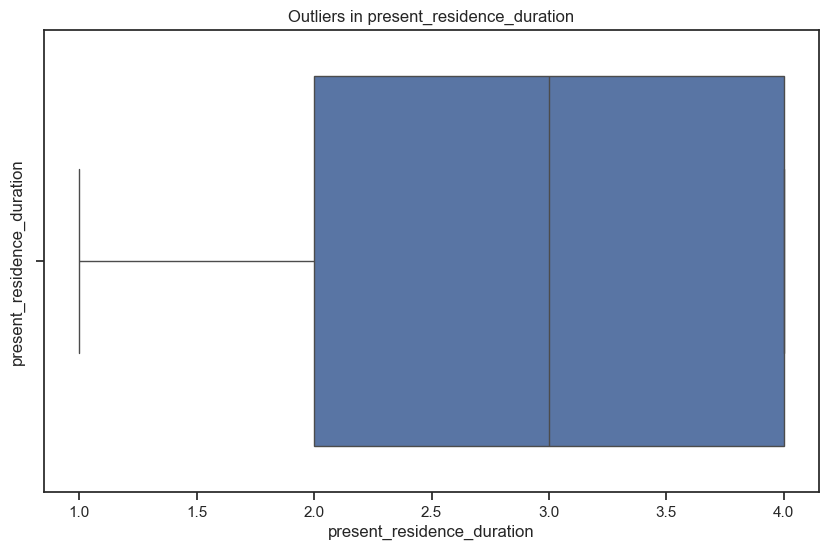 Outliers in present_residence_duration
present_residence_duration
1.0 1.5 2.0 2.5 3.0 3.5 4.0
present_residence_duration